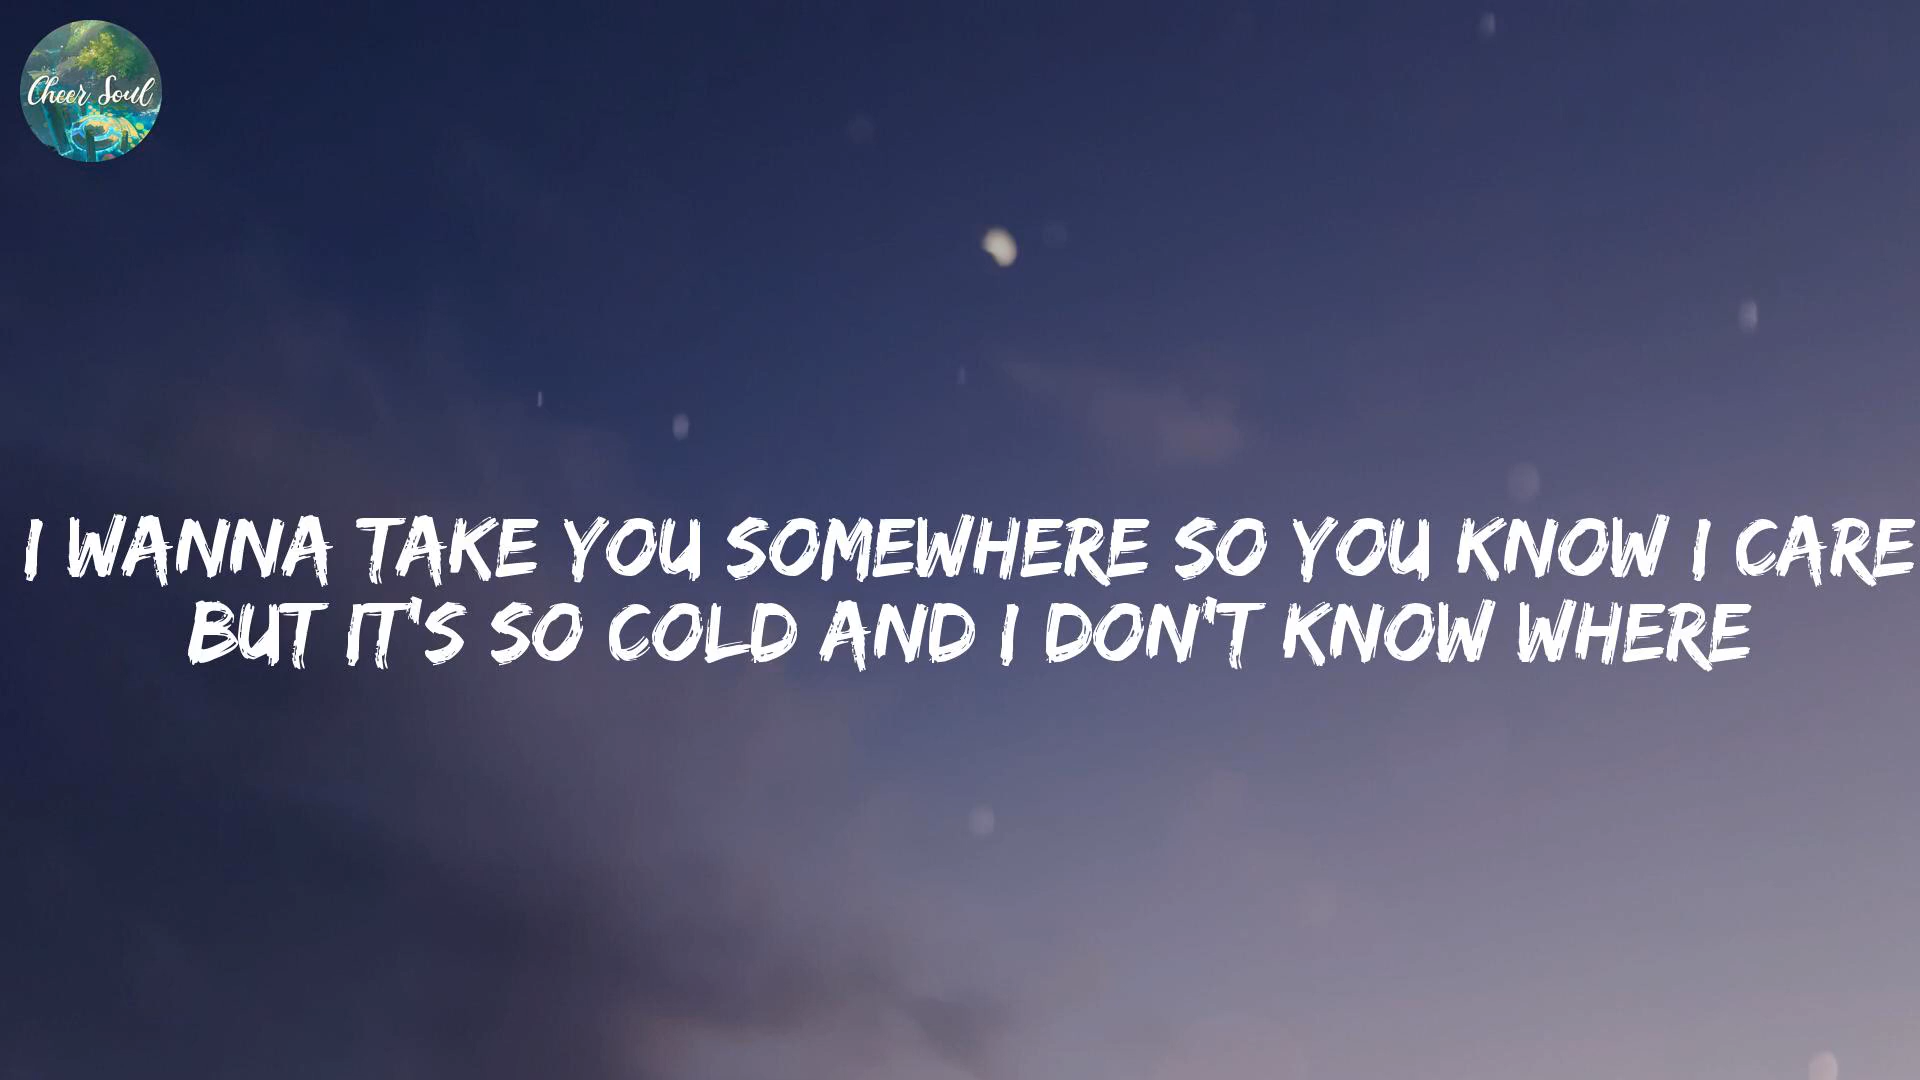 Cheer Soul
I WANNA TAKE YOU SOMEWHERE SO YOU KNOW I CARE
BUT IT'S SO COLD AND I DON'T KNOW WHERE